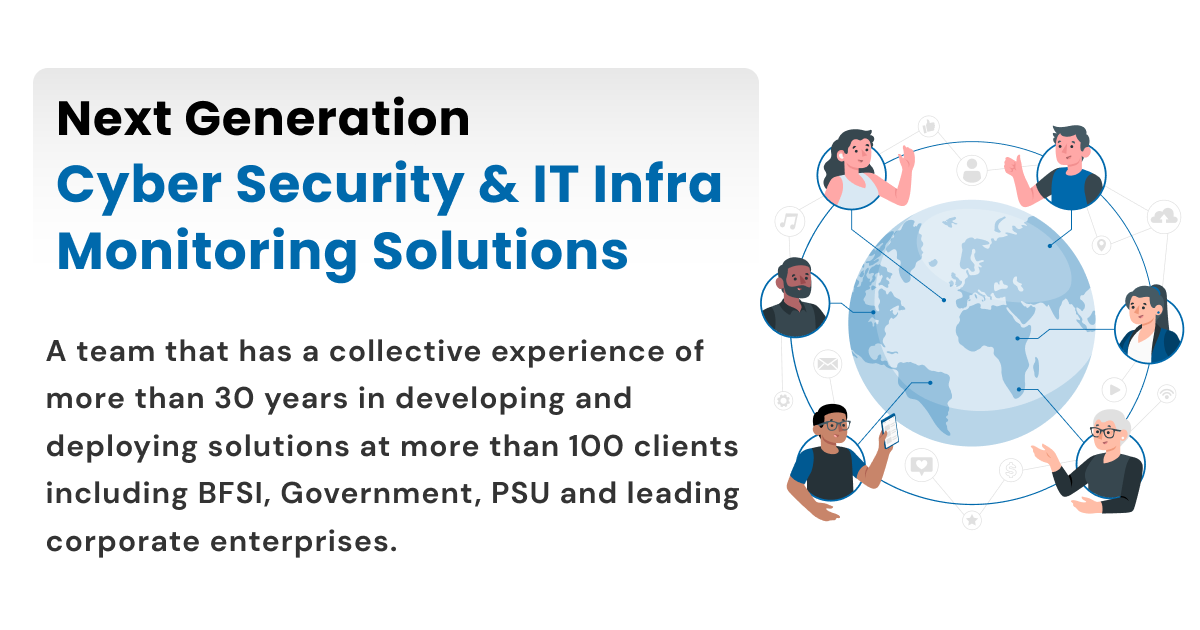 Next Generation
Cyber Security & IT Infra
Monitoring Solutions
A team that has a collective experience of
more than 30 years in developing and
deploying solutions at more than 100 clients
including BFSI, Government, PSU and leading
corporate enterprises.